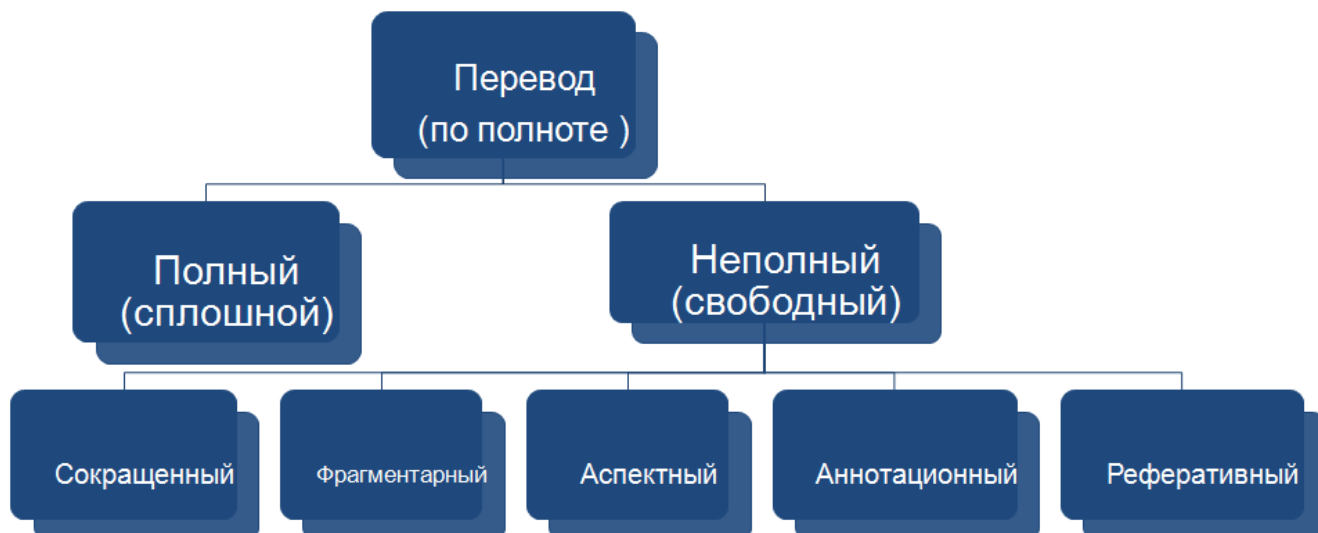 Перевод
(по полноте )
Полный
(сплошной)
Неполный
(свободный)
Сокращенный
Фрагментарный
Аспектный
Аннотационный
Реферативный